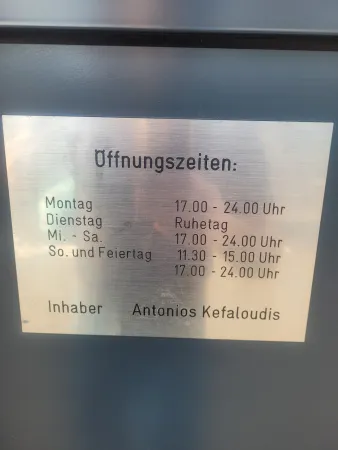 Öffnungszeiten:
Montag 17.00 - 24.00 Uhr
Dienstag Ruhetag
Mi. - Sa. 17.00 - 24.00 Uhr
So. und Feiertag 11.30 - 15.00 Uhr
17.00 - 24.00 Uhr
Inhaber Antonios Kefaloudis